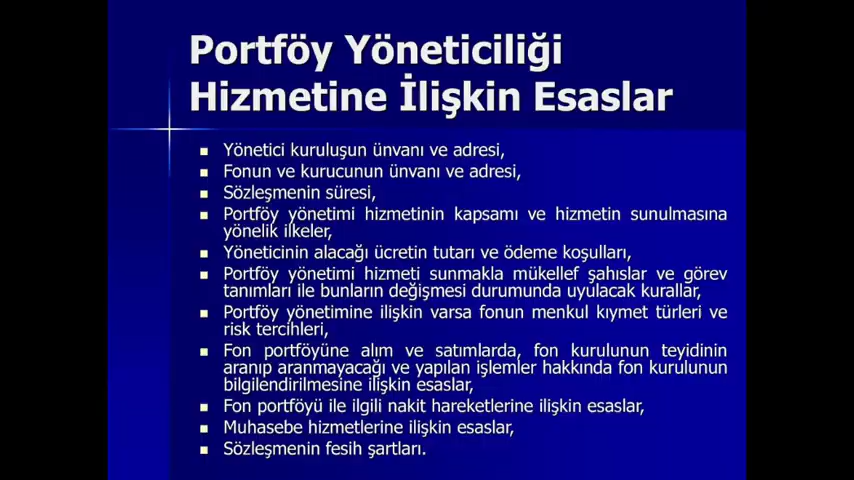 Portföy Yöneticiliği
Hizmetine İlişkin Esaslar
Yönetici kuruluşun ünvanı ve adresi,
Fonun ve kurucunun ünvanı ve adresi,
Sözleşmenin süresi,
Portföy yönetimi hizmetinin kapsamı ve hizmetin sunulmasına
yönelik ilkeler,
Yöneticinin alacağı ücretin tutarı ve ödeme koşulları,
Portföy yönetimi hizmeti sunmakla mükellef şahıslar ve görev
tanımları ile bunların değişmesi durumunda uyulacak kurallar,
Portföy yönetimine ilişkin varsa fonun menkul kıymet türleri ve
risk tercihleri,
Fon portföyüne alım ve satımlarda, fon kurulunun teyidinin
aranıp aranmayacağı ve yapılan işlemler hakkında fon kurulunun
bilgilendirilmesine ilişkin esaslar,
Fon portföyü ile ilgili nakit hareketlerine ilişkin esaslar,
Muhasebe hizmetlerine ilişkin esaslar,
Sözleşmenin fesih şartları.